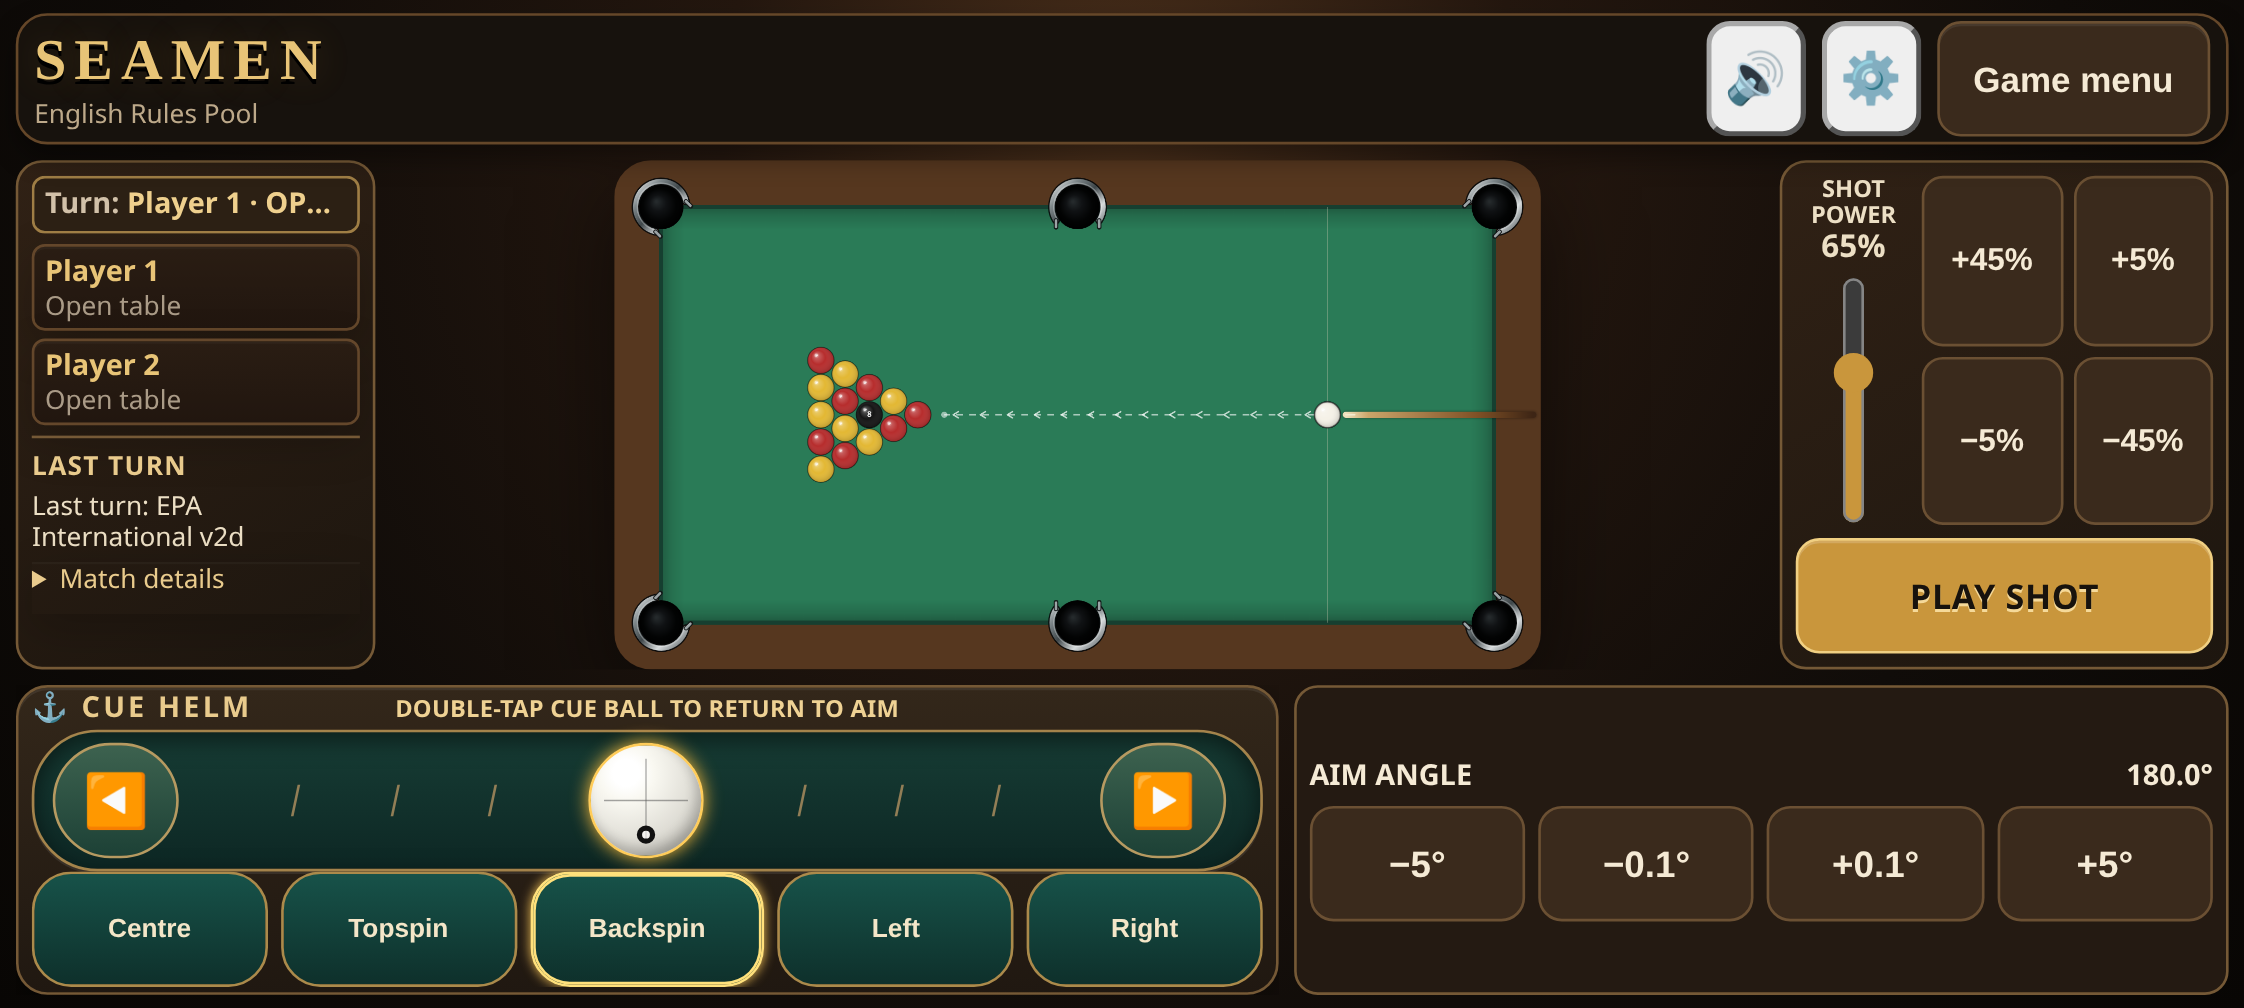 SEAMEN
English Rules Pool
Game menu
Turn: Player 1 · OP...
Player 1
Open table
Player 2
Open table
LAST TURN
Last turn: EPA
International v2d
Match details
8
SHOT
POWER
65%
+45%
+5%
−5%
−45%
PLAY SHOT
CUE HELM
DOUBLE-TAP CUE BALL TO RETURN TO AIM
Centre
Topspin
Backspin
Left
Right
AIM ANGLE
180.0°
−5°
−0.1°
+0.1°
+5°